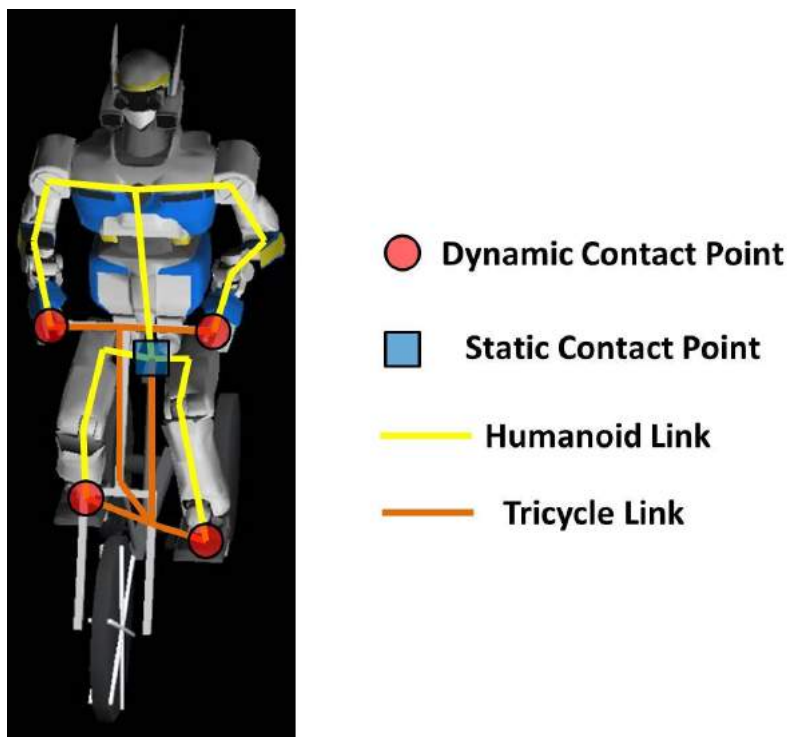 Dynamic Contact Point
Static Contact Point
Humanoid Link
Tricycle Link